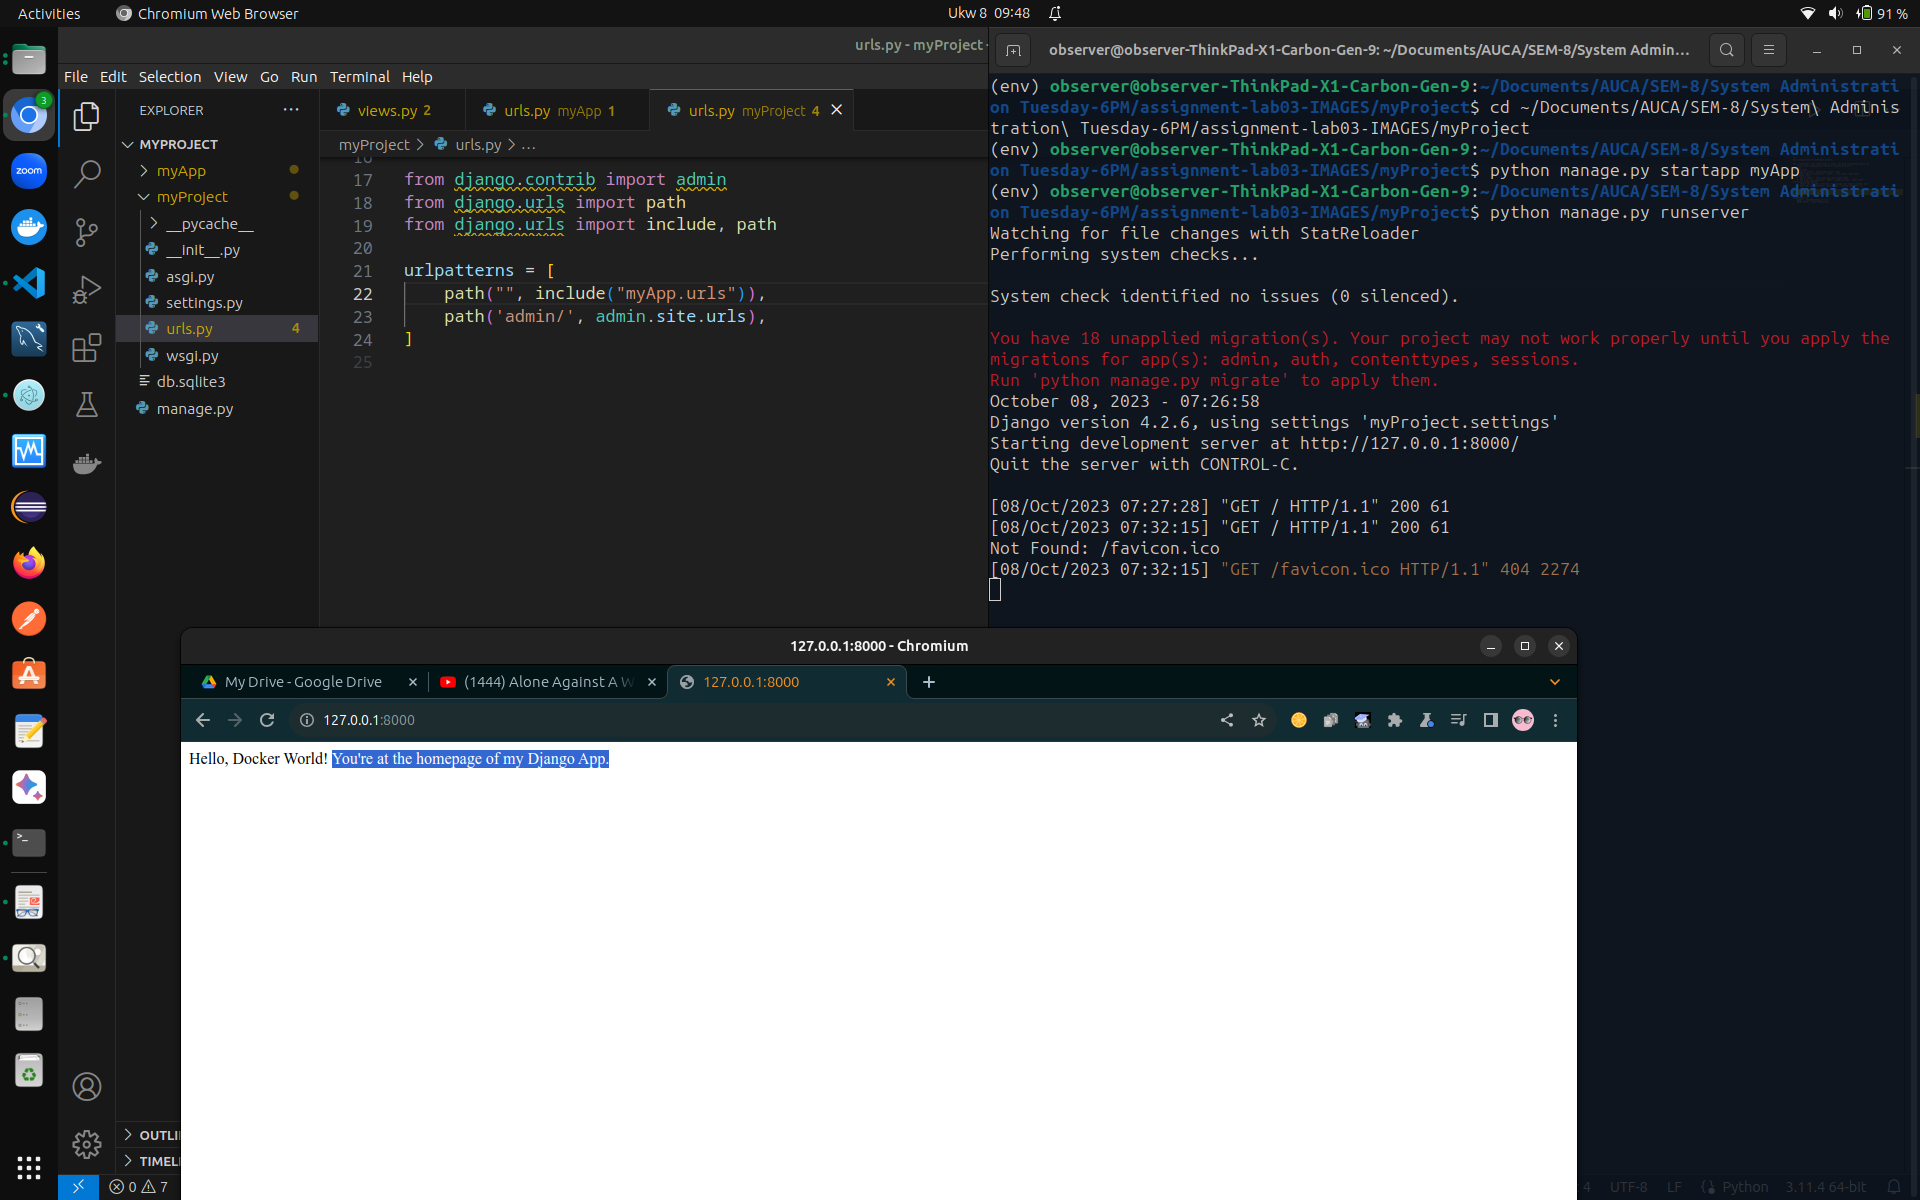 Activities
Chromium Web Browser
Ukw 8 09:48
91 %
urls.py - myProject -
File Edit Selection View Go Run Terminal Help
EXPLORER
MYPROJECT
myApp
myProject
__pycache__
__init__.py
asgi.py
settings.py
urls.py 4
wsgi.py
db.sqlite3
manage.py
views.py 2
urls.py myApp 1
urls.py myProject 4
myProject > urls.py > ...
16
17 from django.contrib import admin
18 from django.urls import path
19 from django.urls import include, path
20
21 urlpatterns = [
22 path("", include("myApp.urls")),
23 path('admin/', admin.site.urls),
24 ]
25
observer@observer-ThinkPad-X1-Carbon-Gen-9: ~/Documents/AUCA/SEM-8/System Admin...
(env) observer@observer-ThinkPad-X1-Carbon-Gen-9:~/Documents/AUCA/SEM-8/System Administrati
on Tuesday-6PM/assignment-lab03-IMAGES/myProject$ cd ~/Documents/AUCA/SEM-8/System\ Adminis
tration\ Tuesday-6PM/assignment-lab03-IMAGES/myProject
(env) observer@observer-ThinkPad-X1-Carbon-Gen-9:~/Documents/AUCA/SEM-8/System Administrati
on Tuesday-6PM/assignment-lab03-IMAGES/myProject$ python manage.py startapp myApp
(env) observer@observer-ThinkPad-X1-Carbon-Gen-9:~/Documents/AUCA/SEM-8/System Administrati
on Tuesday-6PM/assignment-lab03-IMAGES/myProject$ python manage.py runserver
Watching for file changes with StatReloader
Performing system checks...
System check identified no issues (0 silenced).
You have 18 unapplied migration(s). Your project may not work properly until you apply the
migrations for app(s): admin, auth, contenttypes, sessions.
Run 'python manage.py migrate' to apply them.
October 08, 2023 - 07:26:58
Django version 4.2.6, using settings 'myProject.settings'
Starting development server at http://127.0.0.1:8000/
Quit the server with CONTROL-C.
[08/Oct/2023 07:27:28] "GET / HTTP/1.1" 200 61
[08/Oct/2023 07:32:15] "GET / HTTP/1.1" 200 61
Not Found: /favicon.ico
[08/Oct/2023 07:32:15] "GET /favicon.ico HTTP/1.1" 404 2274
127.0.0.1:8000 - Chromium
My Drive - Google Drive
(1444) Alone Against A W
127.0.0.1:8000
127.0.0.1:8000
Hello, Docker World! You're at the homepage of my Django App.
zoom
3
OUTLI
TIMEL
0 7
4 UTF-8 LF Python 3.11.4 64-bit